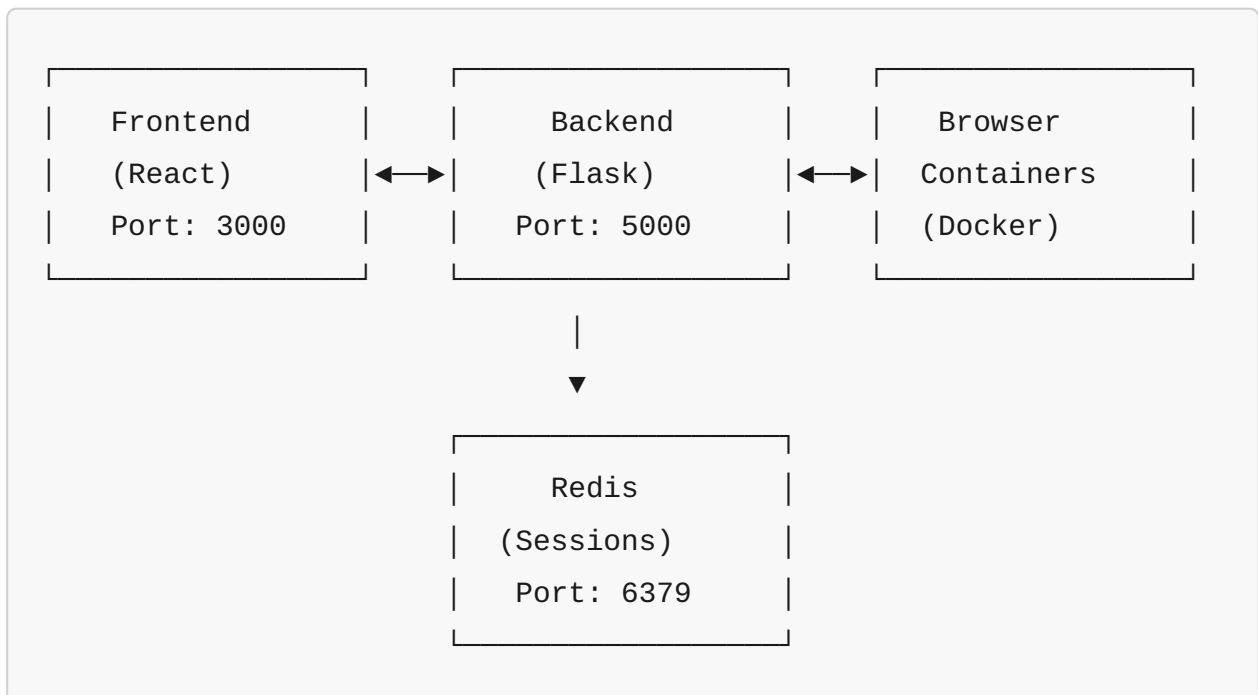 Frontend Backend Browser
(React) (Flask) Containers
Port: 3000 Port: 5000 (Docker)
Redis
(Sessions)
Port: 6379